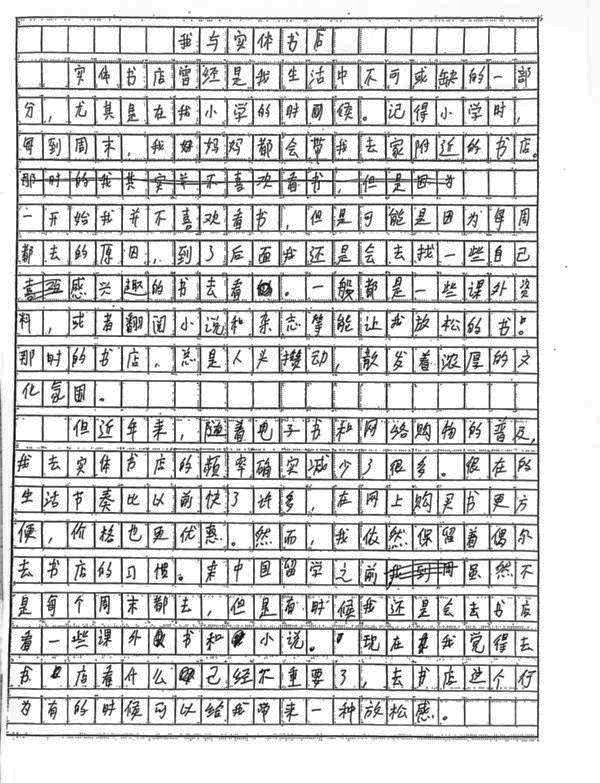 我与实体书店
实体书店曾经是我生活中不可或缺的一部
分，尤其是在我小学的时间候。记得小学时，
每到周末，我妈妈都会带我去家附近的书店。
那时的我其实并不喜欢看书，但是因为
一开始我并不喜欢看书，但是可能是因为每周
都去的原因，到了后面我还是会去找一些自己
喜欢感兴趣的书去看。一般都是一些课外资
料，或者翻阅小说和杂志等能让我放松的书。
那时的书店，总是人头攒动，散发着浓厚的文
化氛围。
但近年来，随着电子书和网络购物的普及，
我去实体书店的频率确实减少了很多。但在的
生活节奏比以前快了许多，在网上购买书更方
便，价格也更优惠。然而，我依然保留着偶尔
去书店的习惯。来中国留学之前我到周虽然不
是每个周末都去，但是有时候我还是会去书店
看一些课外书和小说。现在我觉得去
书店看什么已经不重要了，去书店这个行
为有的时候可以给我带来一种放松感。